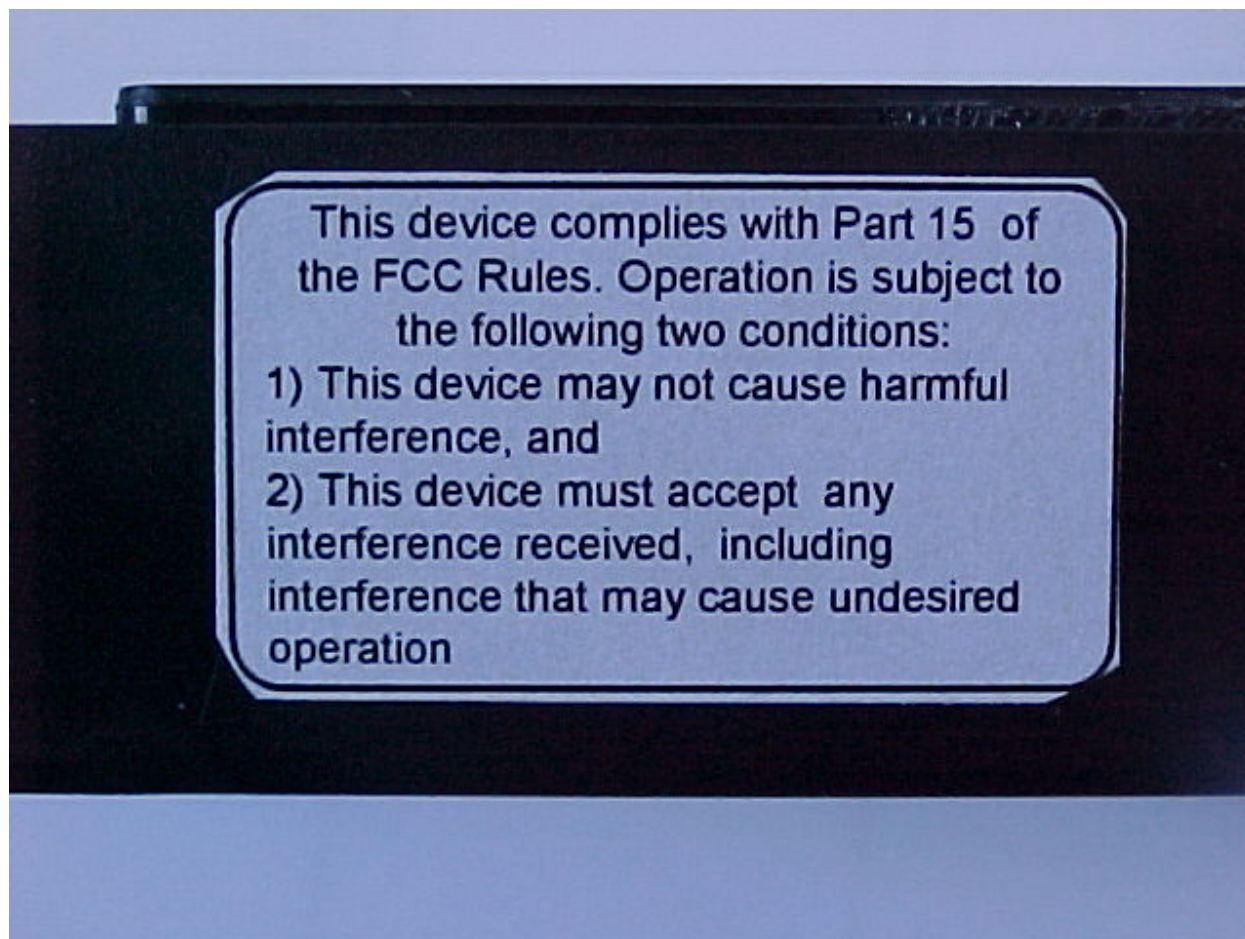 This device complies with Part 15 of
the FCC Rules. Operation is subject to
the following two conditions:
1) This device may not cause harmful
interference, and
2) This device must accept any
interference received, including
interference that may cause undesired
operation